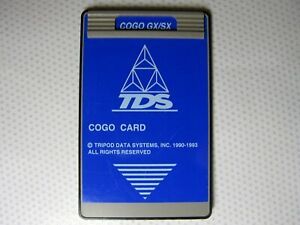 COGO GX/SX
TDS
COGO CARD
© TRIPOD DATA SYSTEMS, INC. 1990-1993
ALL RIGHTS RESERVED